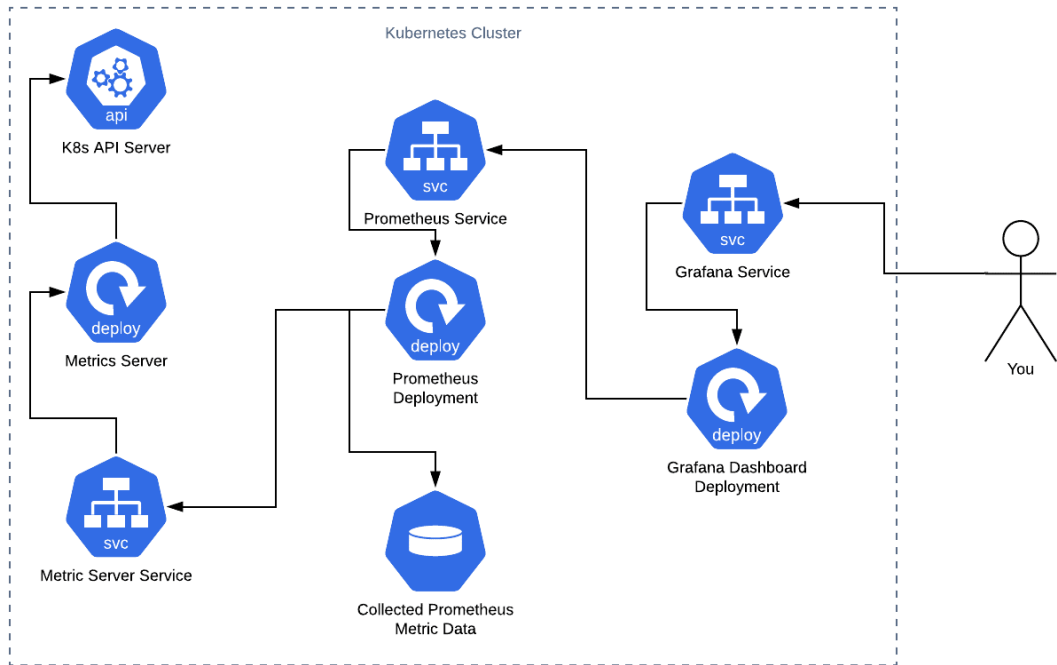 Kubernetes Cluster
api
K8s API Server
svc
Prometheus Service
svc
Grafana Service
deploy
Metrics Server
deploy
Prometheus
Deployment
You
deploy
Grafana Dashboard
Deployment
svc
Metric Server Service
Collected Prometheus
Metric Data